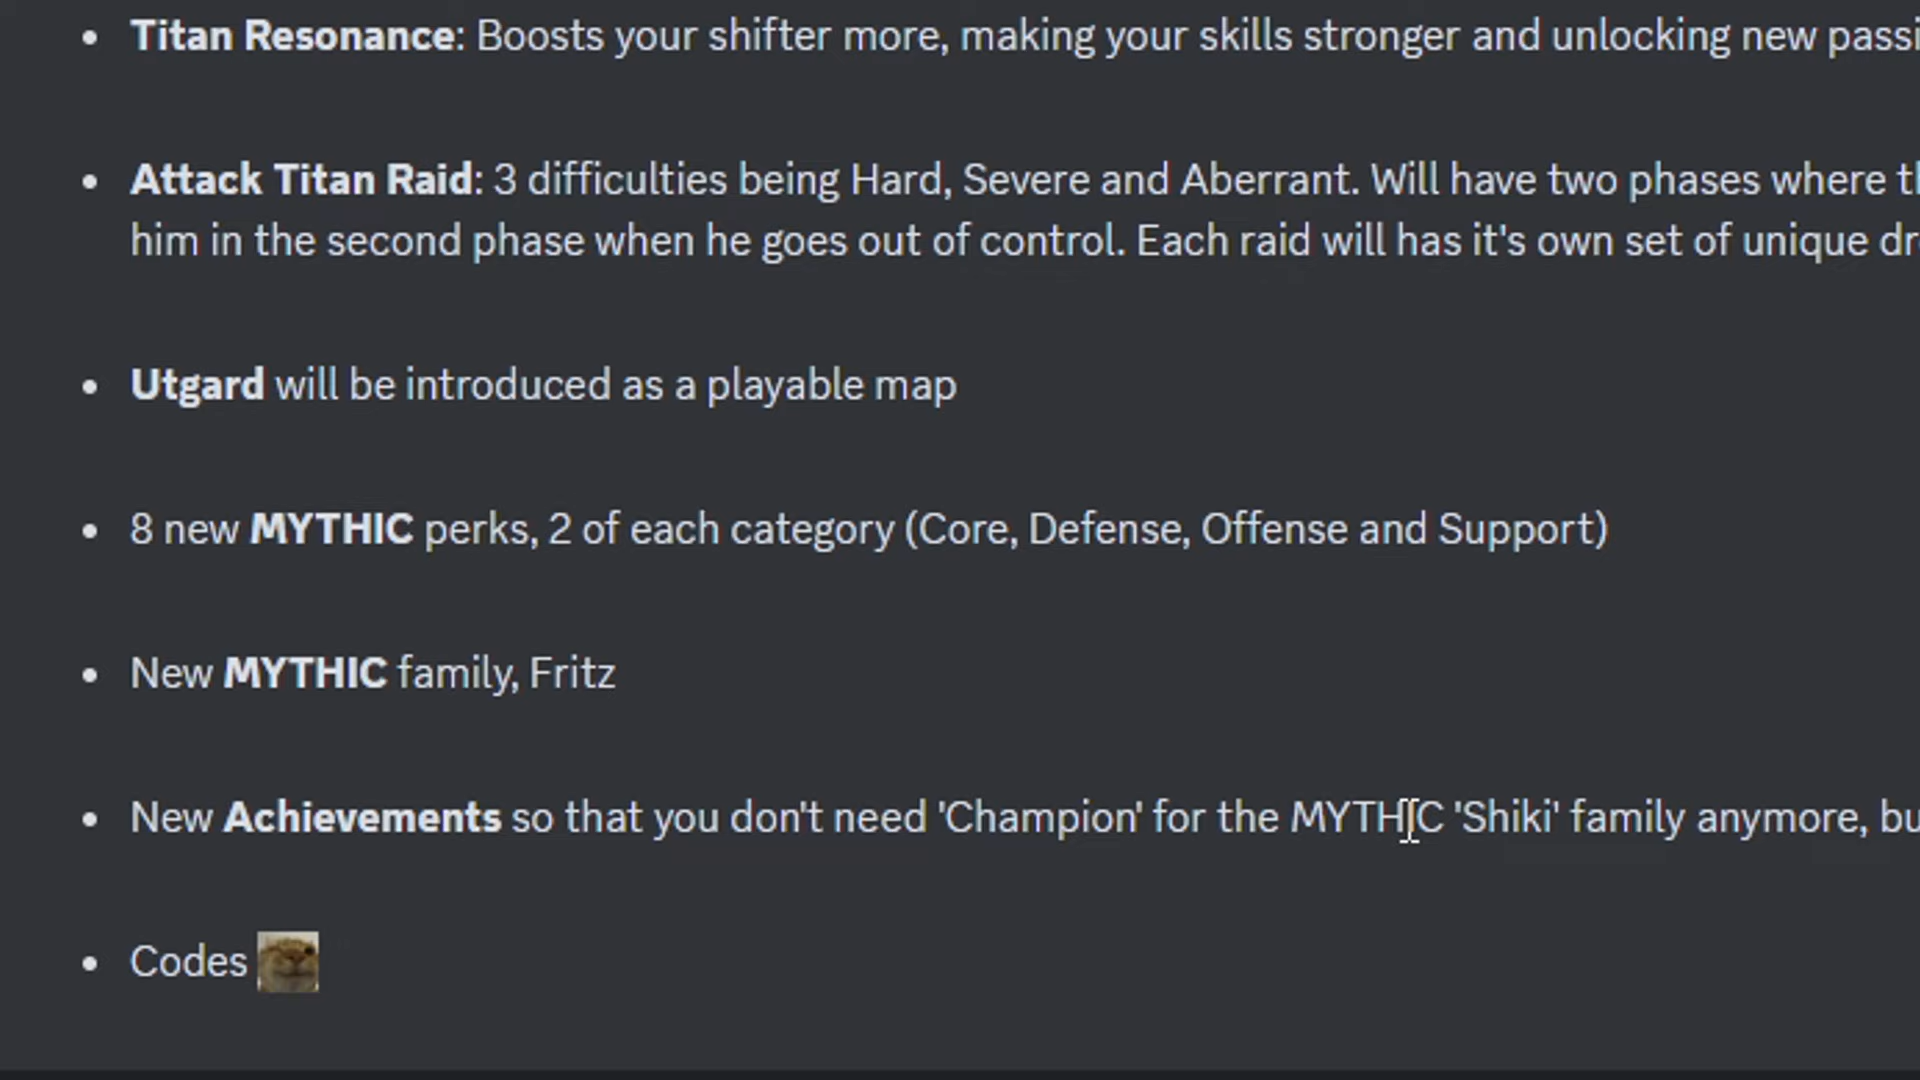 • Titan Resonance: Boosts your shifter more, making your skills stronger and unlocking new
• Attack Titan Raid: 3 difficulties being Hard, Severe and Aberrant. Will have two phases where
him in the second phase when he goes out of control. Each raid will has it's own set of unique
• Utgard will be introduced as a playable map
• 8 new MYTHIC perks, 2 of each category (Core, Defense, Offense and Support)
• New MYTHIC family, Fritz
• New Achievements so that you don't need 'Champion' for the MYTHIC 'Shiki' family anymore,
• Codes